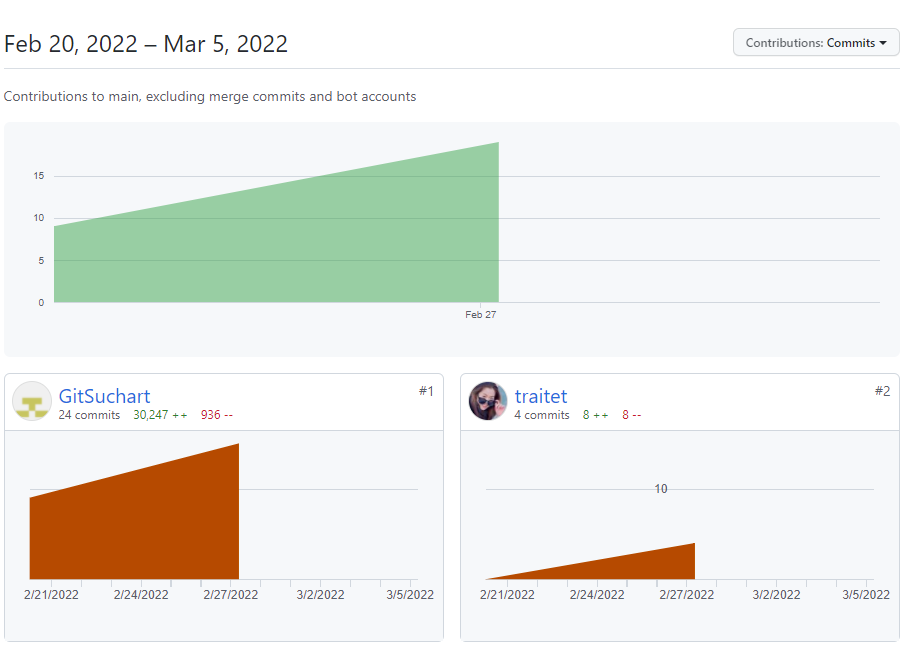 Feb 20, 2022 – Mar 5, 2022
Contributions: Commits
Contributions to main, excluding merge commits and bot accounts
15
10
5
0
Feb 27
GitSuchart
#1
24 commits 30,247 ++ 936 --
2/21/2022 2/24/2022 2/27/2022 3/2/2022 3/5/2022
traitet
#2
4 commits 8 ++ 8 --
10
2/21/2022 2/24/2022 2/27/2022 3/2/2022 3/5/2022